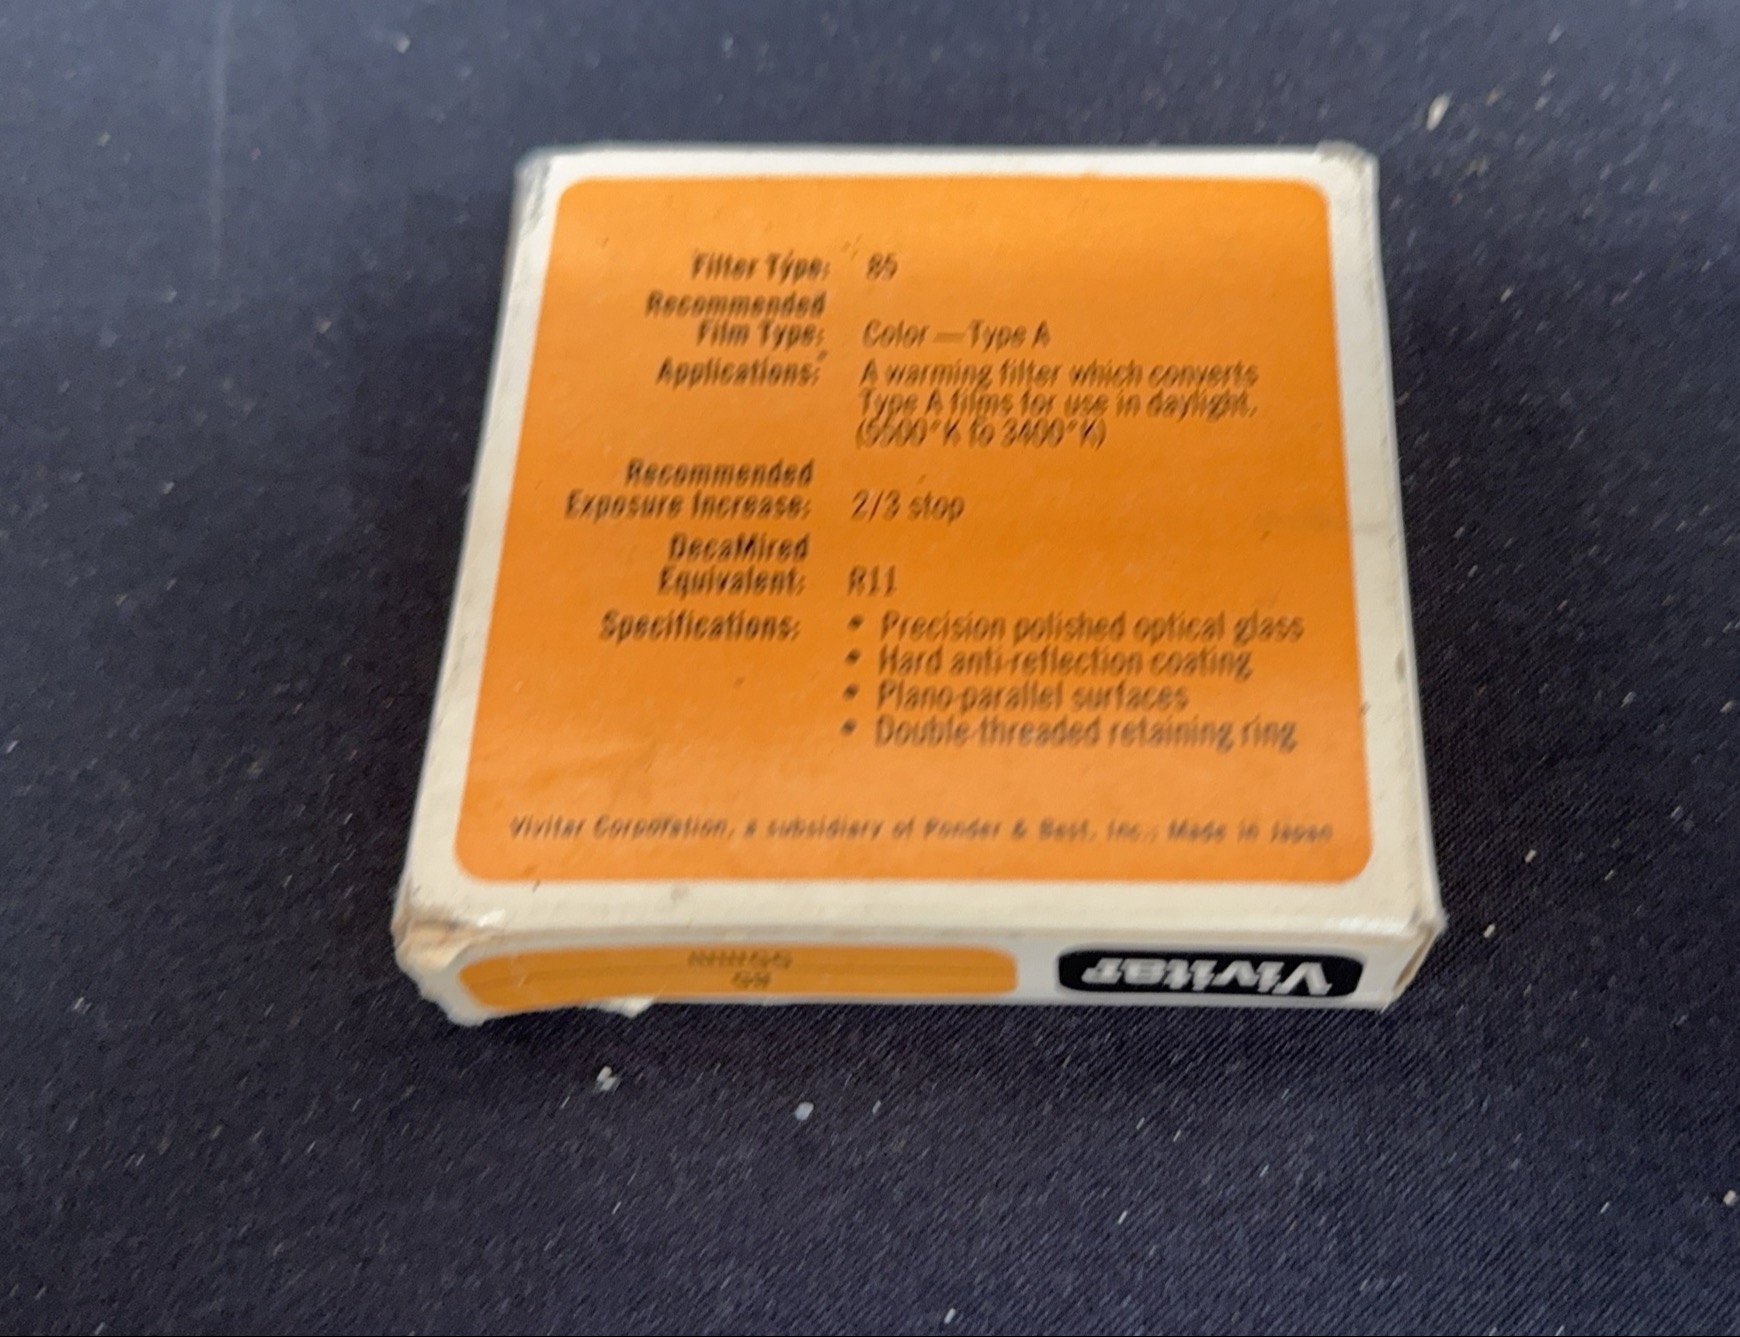 Filter Type: 85
Recommended
Film Type: Color—Type A
Applications: A warming filter which converts
Type A films for use in daylight.
(5500°K to 3400°K)
Recommended
Exposure Increase: 2/3 stop
DecaMired
Equivalent: R11
Specifications: • Precision polished optical glass
• Hard anti-reflection coating
• Plano-parallel surfaces
• Double-threaded retaining ring
Vivitar Corporation, a subsidiary of Ponder & Best, Inc., Made in Japan
Vivitar
85